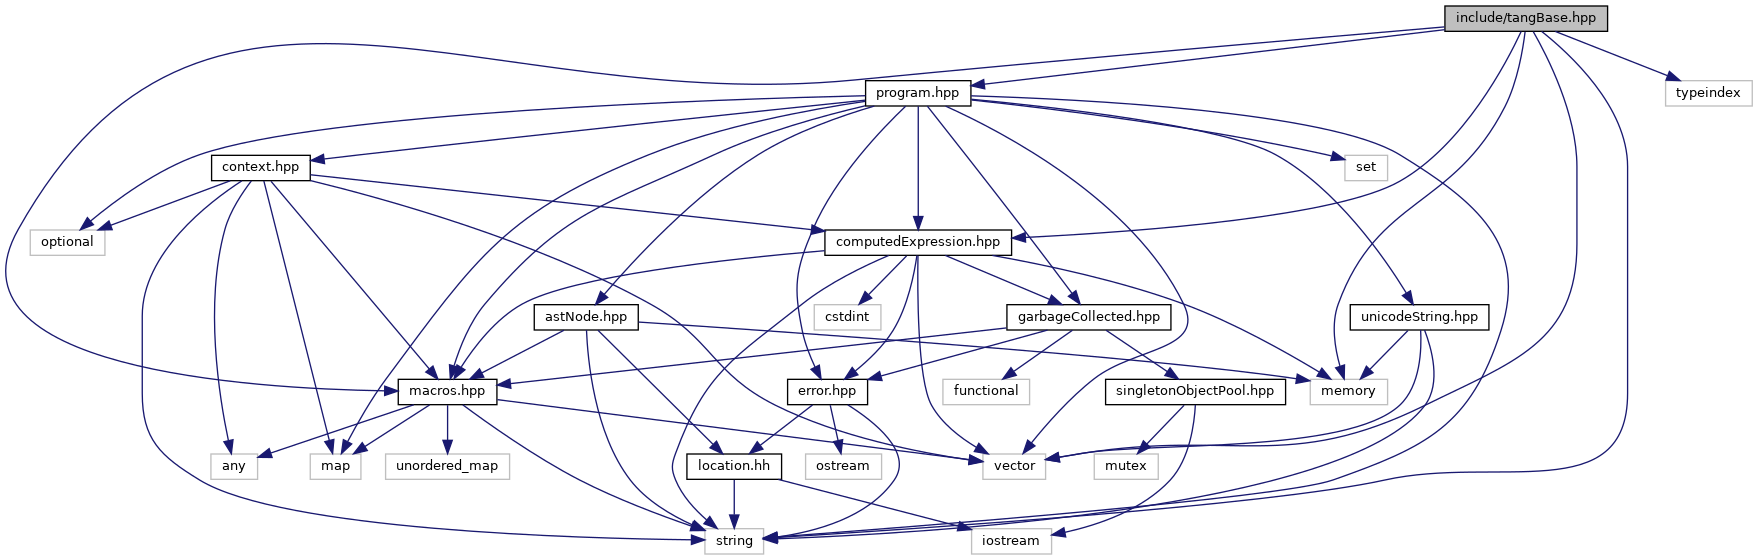 include/tangBase.hpp
program.hpp
typeindex
context.hpp
set
optional
computedExpression.hpp
astNode.hpp
cstdint
garbageCollected.hpp
unicodeString.hpp
macros.hpp
error.hpp
functional
singletonObjectPool.hpp
memory
any
map
unordered_map
location.hh
ostream
vector
mutex
string
iostream